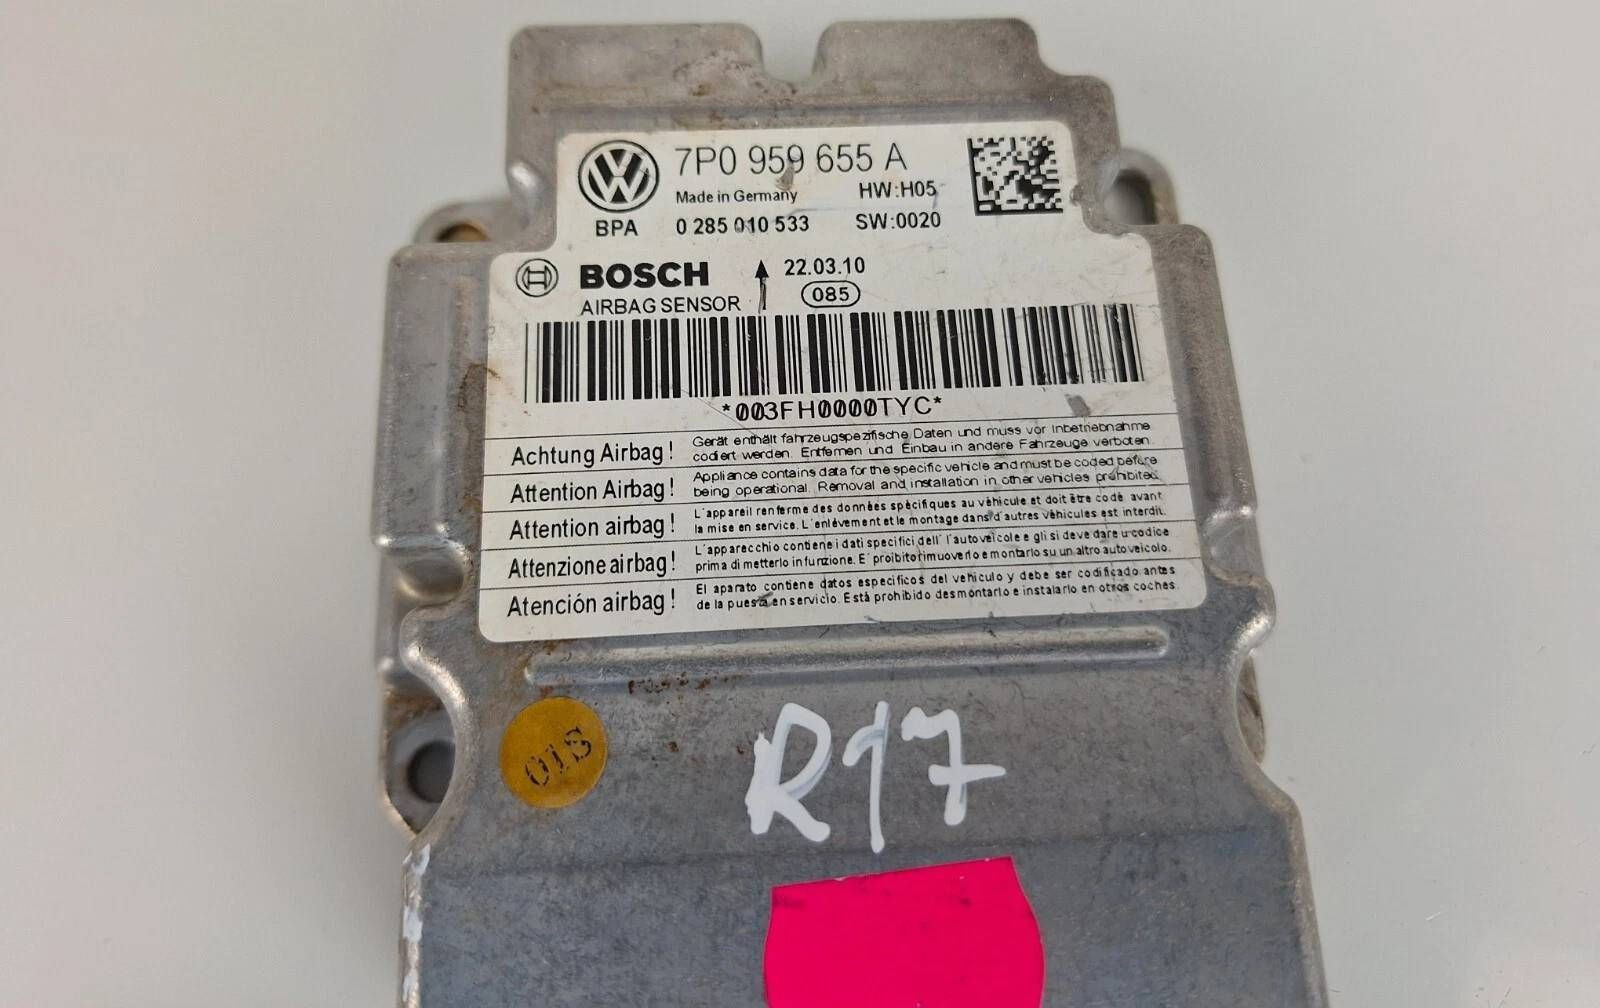 7P0 959 655 A
Made in Germany HW:H05
BPA 0 285 010 533 SW:0020
BOSCH 22.03.10
AIRBAG SENSOR 085
*003FH0000TYC*
Achtung Airbag! Gerät enthält fahrzeugspezifische Daten und muss vor Inbetriebnahme
codiert werden. Entfernen und Einbau in andere Fahrzeuge verboten.
Attention Airbag! Appliance contains data for the specific vehicle and must be coded before
being operational. Removal and installation in other vehicles prohibited.
Attention airbag! L'appareil renferme des données spécifiques au véhicule et doit être codé avant
la mise en service. L'enlèvement et le montage dans d'autres véhicules est interdit.
Attenzione airbag! L'apparecchio contiene i dati specifici dell' l'autoveicolo e gli si deve dare u codice
prima di metterlo in funzione. E' proibito rimuoverlo e montarlo su un altro autoveicolo.
Atención airbag! El aparato contiene datos especificos del vehiculo y debe ser codificado antes
de la puesta en servicio. Está prohibido desmontarlo e instalarlo en otros coches.
R17